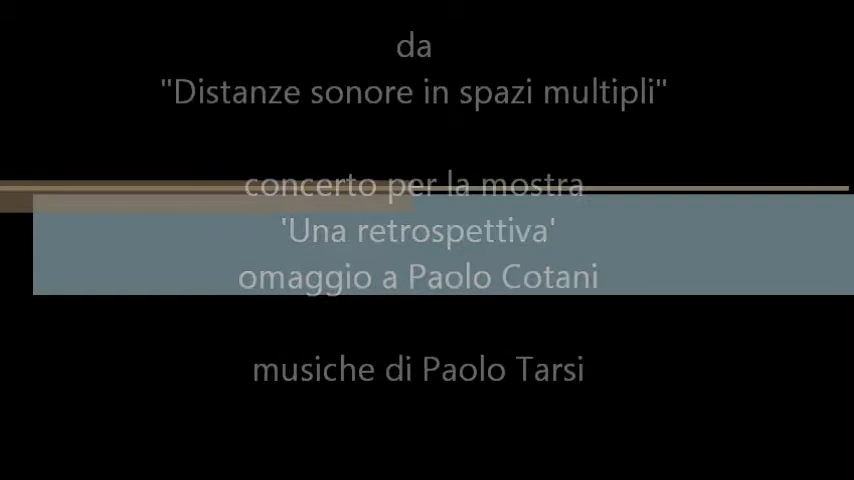 da
"Distanze sonore in spazi multipli"
concerto per la mostra
'Una retrospettiva'
omaggio a Paolo Cotani
musiche di Paolo Tarsi